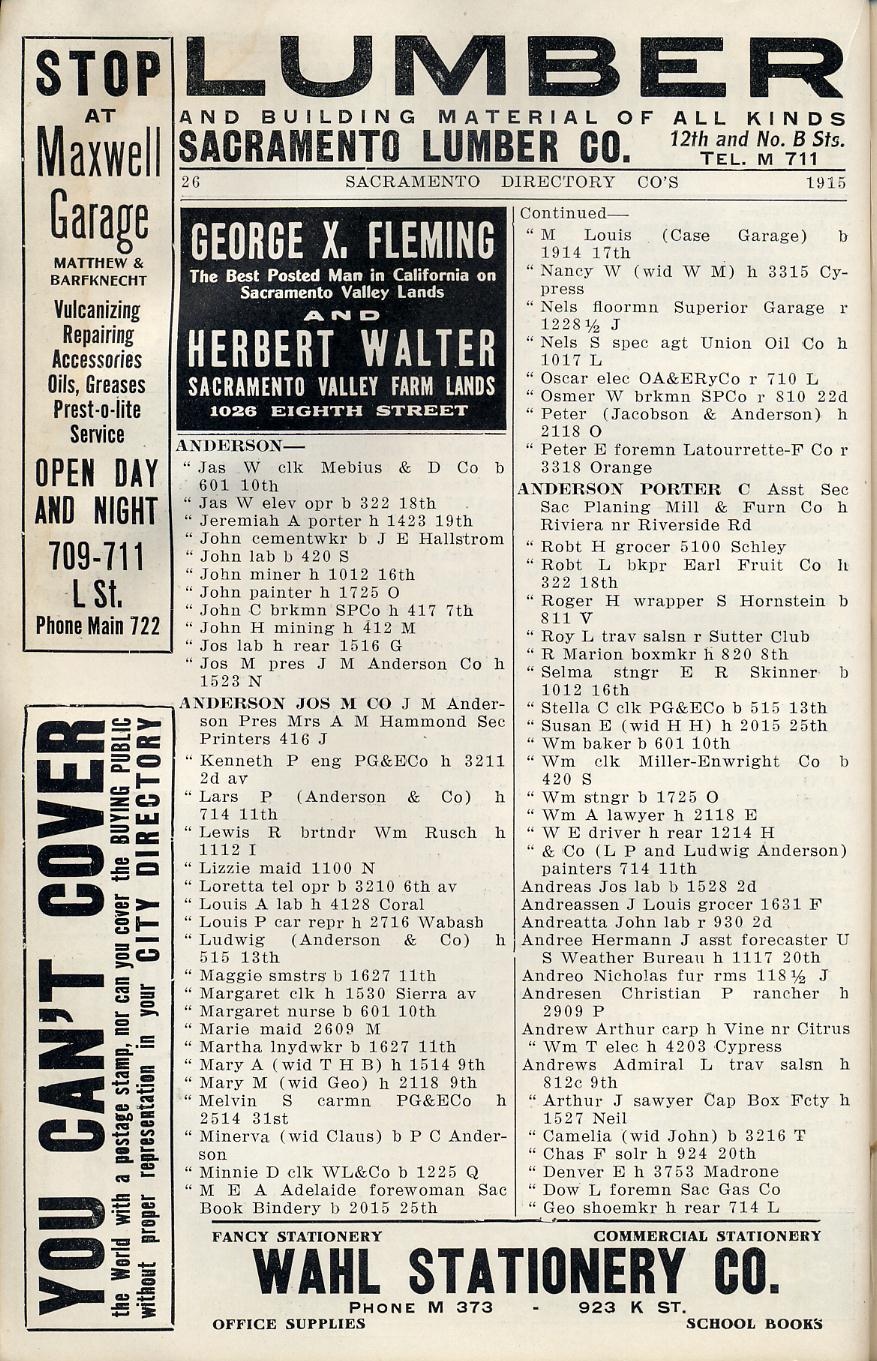 STOP
AT
Maxwell
Garage
MATTHEW &
BARFKNECHT
Vulcanizing
Repairing
Accessories
Oils, Greases
Prest-o-lite
Service
OPEN DAY
AND NIGHT
709-711
L St.
Phone Main 722
YOU CAN'T COVER
the World with a postage stamp, nor can you cover the BUYING PUBLIC
without proper representation in your CITY DIRECTORY
LUMBER
AND BUILDING MATERIAL OF ALL KINDS
SACRAMENTO LUMBER CO.
12th and No. B Sts.
TEL. M 711
26 SACRAMENTO DIRECTORY CO'S 1915
GEORGE X. FLEMING
The Best Posted Man in California on
Sacramento Valley Lands
AND
HERBERT WALTER
SACRAMENTO VALLEY FARM LANDS
1026 EIGHTH STREET
ANDERSON—
" Jas W clk Mebius & D Co b
601 10th
" Jas W elev opr b 322 18th
" Jeremiah A porter h 1423 19th
" John cementwkr b J E Hallstrom
" John lab b 420 S
" John miner h 1012 16th
" John painter h 1725 O
" John C brkmn SPCo h 417 7th
" John H mining h 412 M
" Jos lab h rear 1516 G
" Jos M pres J M Anderson Co h
1523 N
ANDERSON JOS M CO J M Ander-
son Pres Mrs A M Hammond Sec
Printers 416 J
" Kenneth P eng PG&ECo h 3211
2d av
" Lars P (Anderson & Co) h
714 11th
" Lewis R brtndr Wm Rusch h
1112 I
" Lizzie maid 1100 N
" Loretta tel opr b 3210 6th av
" Louis A lab h 4128 Coral
" Louis P car repr h 2716 Wabash
" Ludwig (Anderson & Co) h
515 13th
" Maggie smstrs b 1627 11th
" Margaret clk h 1530 Sierra av
" Margaret nurse b 601 10th
" Marie maid 2609 M
" Martha lnydwkr b 1627 11th
" Mary A (wid T H B) h 1514 9th
" Mary M (wid Geo) h 2118 9th
" Melvin S carmn PG&ECo h
2514 31st
" Minerva (wid Claus) b P C Ander-
son
" Minnie D clk WL&Co b 1225 Q
" M E A Adelaide forewoman Sac
Book Bindery b 2015 25th
Continued—
" M Louis (Case Garage) b
1914 17th
" Nancy W (wid W M) h 3315 Cy-
press
" Nels floormn Superior Garage r
1228½ J
" Nels S spec agt Union Oil Co h
1017 L
" Oscar elec OA&ERyCo r 710 L
" Osmer W brkmn SPCo r 810 22d
" Peter (Jacobson & Anderson) h
2118 O
" Peter E foremn Latourrette-F Co r
3318 Orange
ANDERSON PORTER C Asst Sec
Sac Planing Mill & Furn Co h
Riviera nr Riverside Rd
" Robt H grocer 5100 Schley
" Robt L bkpr Earl Fruit Co h
322 18th
" Roger H wrapper S Hornstein b
811 V
" Roy L trav salsn r Sutter Club
" R Marion boxmkr h 820 8th
" Selma stngr E R Skinner b
1012 16th
" Stella C clk PG&ECo b 515 13th
" Susan E (wid H H) h 2015 25th
" Wm baker b 601 10th
" Wm clk Miller-Enwright Co b
420 S
" Wm stngr b 1725 O
" Wm A lawyer h 2118 E
" W E driver h rear 1214 H
" & Co (L P and Ludwig Anderson)
painters 714 11th
Andreas Jos lab b 1528 2d
Andreassen J Louis grocer 1631 F
Andreatta John lab r 930 2d
Andree Hermann J asst forecaster U
S Weather Bureau h 1117 20th
Andreo Nicholas fur rms 118½ J
Andresen Christian P rancher h
2909 P
Andrew Arthur carp h Vine nr Citrus
" Wm T elec h 4203 Cypress
Andrews Admiral L trav salsn h
812c 9th
" Arthur J sawyer Cap Box Fcty h
1527 Neil
" Camelia (wid John) b 3216 T
" Chas F solr h 924 20th
" Denver E h 3753 Madrone
" Dow L foremn Sac Gas Co
" Geo shoemkr h rear 714 L
FANCY STATIONERY COMMERCIAL STATIONERY
WAHL STATIONERY CO.
PHONE M 373 - 923 K ST.
OFFICE SUPPLIES SCHOOL BOOKS